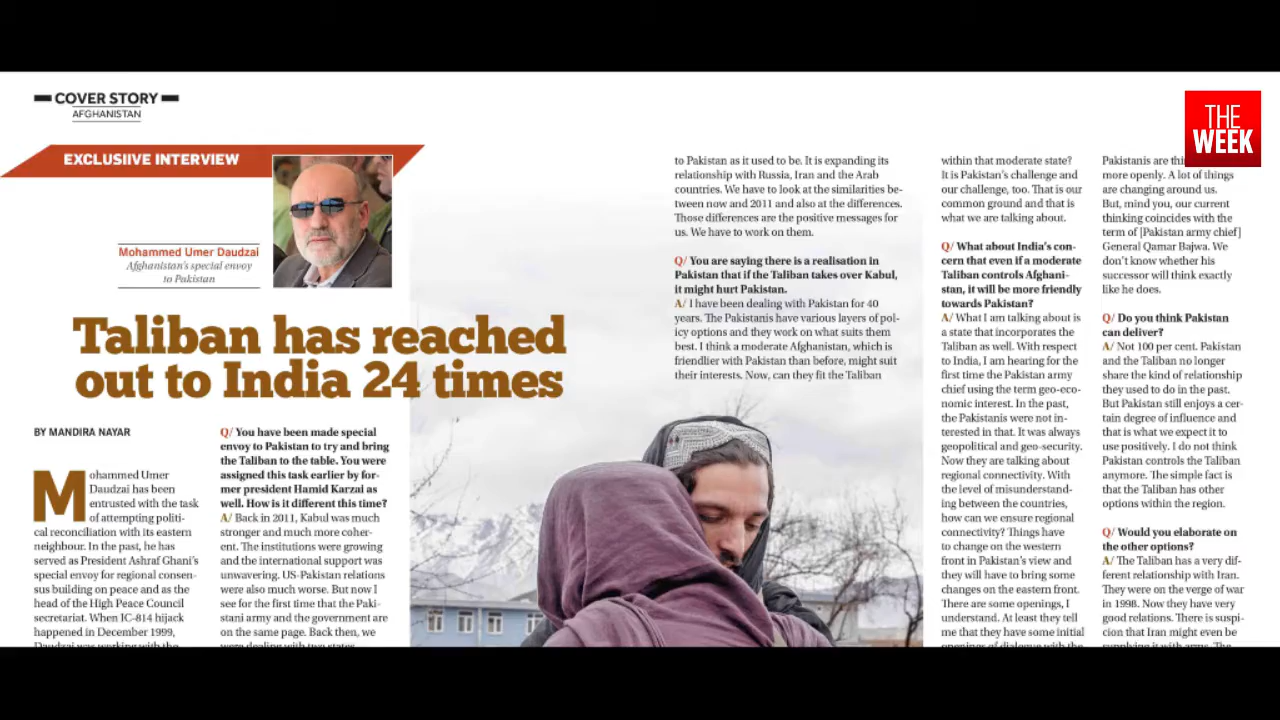 COVER STORY
AFGHANISTAN
THE
WEEK
EXCLUSIIVE INTERVIEW
Mohammed Umer Daudzai
Afghanistan's special envoy
to Pakistan
Taliban has reached
out to India 24 times
BY MANDIRA NAYAR
Mohammed Umer
Daudzai has been
entrusted with the task
of attempting politi-
cal reconciliation with its eastern
neighbour. In the past, he has
served as President Ashraf Ghani's
special envoy for regional consen-
sus building on peace and as the
head of the High Peace Council
secretariat. When IC-814 hijack
happened in December 1999,
Daudzai was working with the
Q/ You have been made special
envoy to Pakistan to try and bring
the Taliban to the table. You were
assigned this task earlier by for-
mer president Hamid Karzai as
well. How is it different this time?
A/ Back in 2011, Kabul was much
stronger and much more coher-
ent. The institutions were growing
and the international support was
unwavering. US-Pakistan relations
were also much worse. But now I
see for the first time that the Paki-
stani army and the government are
on the same page. Back then, we
were dealing with two states
to Pakistan as it used to be. It is expanding its
relationship with Russia, Iran and the Arab
countries. We have to look at the similarities be-
tween now and 2011 and also at the differences.
Those differences are the positive messages for
us. We have to work on them.
Q/ You are saying there is a realisation in
Pakistan that if the Taliban takes over Kabul,
it might hurt Pakistan.
A/ I have been dealing with Pakistan for 40
years. The Pakistanis have various layers of pol-
icy options and they work on what suits them
best. I think a moderate Afghanistan, which is
friendlier with Pakistan than before, might suit
their interests. Now, can they fit the Taliban
within that moderate state?
It is Pakistan's challenge and
our challenge, too. That is our
common ground and that is
what we are talking about.
Q/ What about India's con-
cern that even if a moderate
Taliban controls Afghani-
stan, it will be more friendly
towards Pakistan?
A/ What I am talking about is
a state that incorporates the
Taliban as well. With respect
to India, I am hearing for the
first time the Pakistan army
chief using the term geo-eco-
nomic interest. In the past,
the Pakistanis were not in-
terested in that. It was always
geopolitical and geo-security.
Now they are talking about
regional connectivity. With
the level of misunderstand-
ing between the countries,
how can we ensure regional
connectivity? Things have
to change on the western
front in Pakistan's view and
they will have to bring some
changes on the eastern front.
There are some openings, I
understand. At least they tell
me that they have some initial
openings of dialogue with the
Pakistanis are
more openly. A lot of things
are changing around us.
But, mind you, our current
thinking coincides with the
term of [Pakistan army chief]
General Qamar Bajwa. We
don't know whether his
successor will think exactly
like he does.
Q/ Do you think Pakistan
can deliver?
A/ Not 100 per cent. Pakistan
and the Taliban no longer
share the kind of relationship
they used to do in the past.
But Pakistan still enjoys a cer-
tain degree of influence and
that is what we expect it to
use positively. I do not think
Pakistan controls the Taliban
anymore. The simple fact is
that the Taliban has other
options within the region.
Q/ Would you elaborate on
the other options?
A/ The Taliban has a very dif-
ferent relationship with Iran.
They were on the verge of war
in 1998. Now they have very
good relations. There is suspi-
cion that Iran might even be
supplying it with arms. The